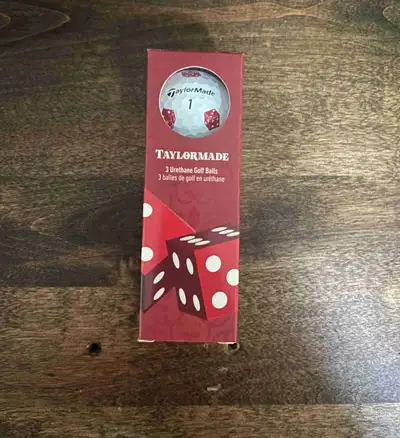 TaylorMade
1
TAYLORMADE
3 Urethane Golf Balls
3 balles de golf en uréthane